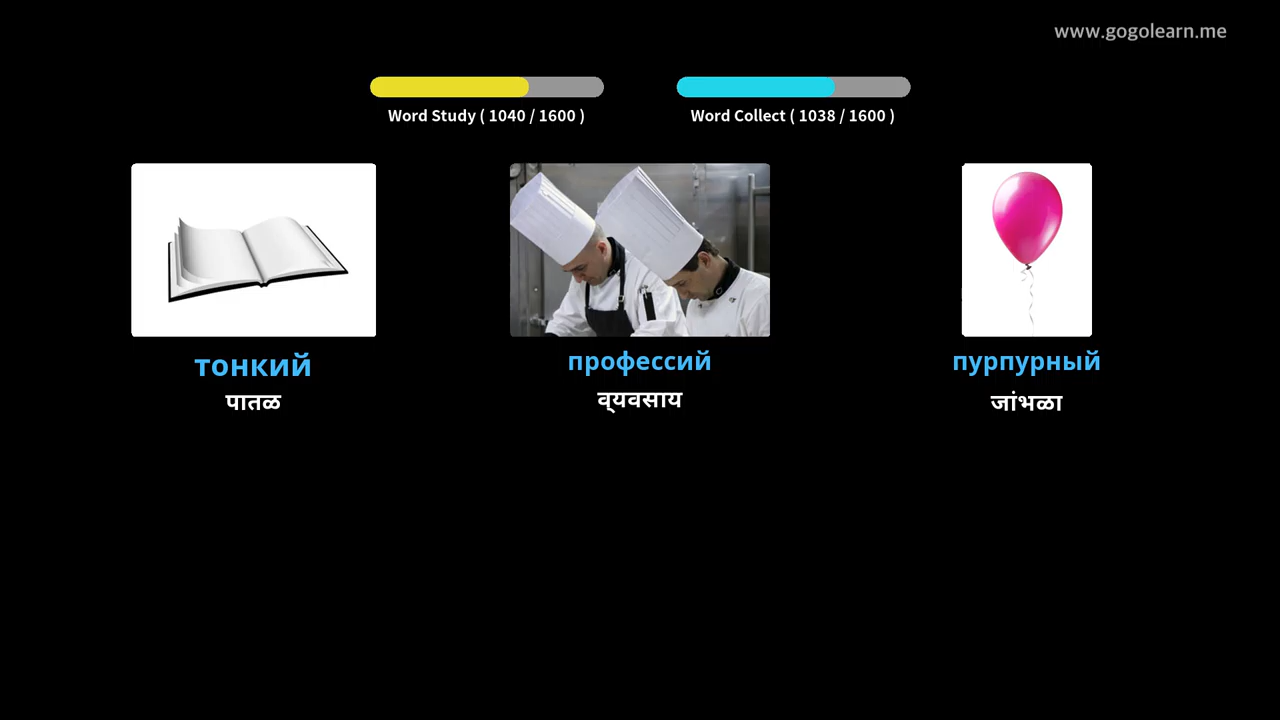 www.gogolearn.me
Word Study ( 1040 / 1600 )
Word Collect ( 1038 / 1600 )
тонкий
профессий
пурпурный
पातळ
व्यवसाय
जांभळा